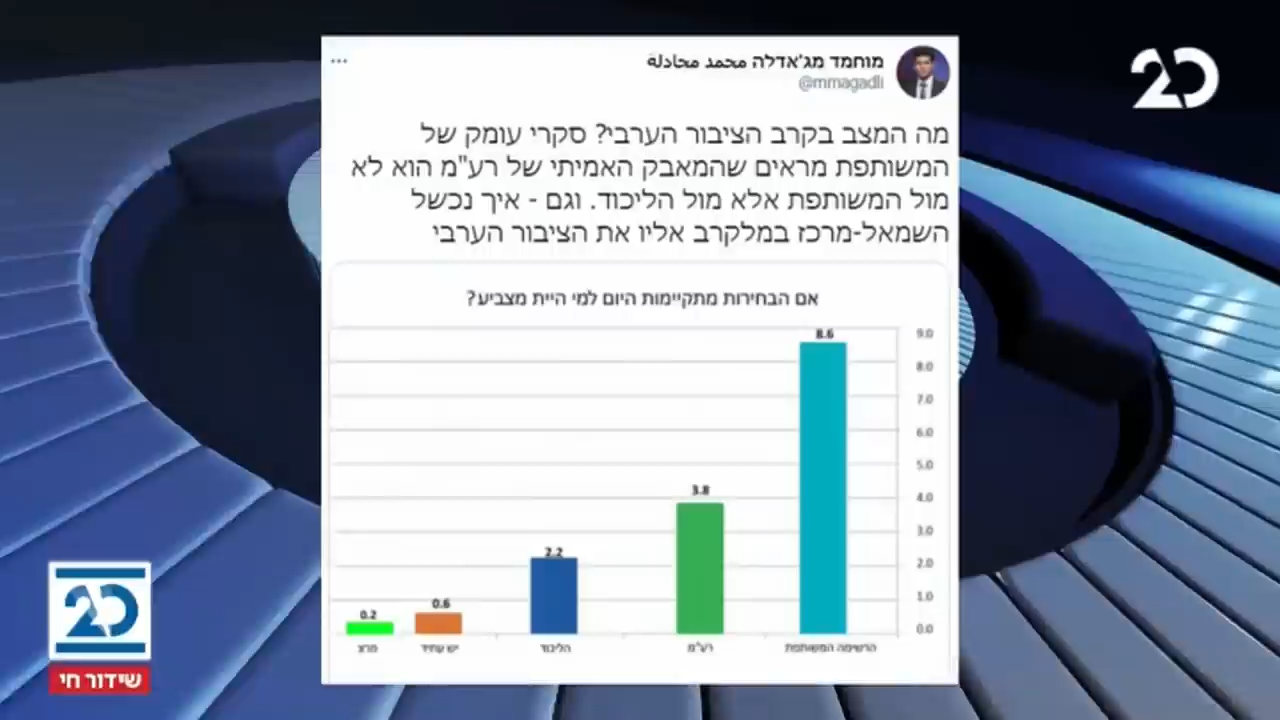 מוחמד מג'אדלה محمد محادلة
@mmagadli
20
מה המצב בקרב הציבור הערבי? סקרי עומק של
המשותפת מראים שהמאבק האמיתי של רע"מ הוא לא
מול המשותפת אלא מול הליכוד. וגם - איך נכשל
השמאל-מרכז במלקרב אליו את הציבור הערבי
אם הבחירות מתקיימות היום למי היית מצביע?
9.0
8.0
7.0
6.0
5.0
4.0
3.0
2.0
1.0
0.0
8.6
3.8
2.2
0.6
0.2
הרשימה המשותפת
רע"מ
הליכוד
יש עתיד
מרצ
20
שידור חי